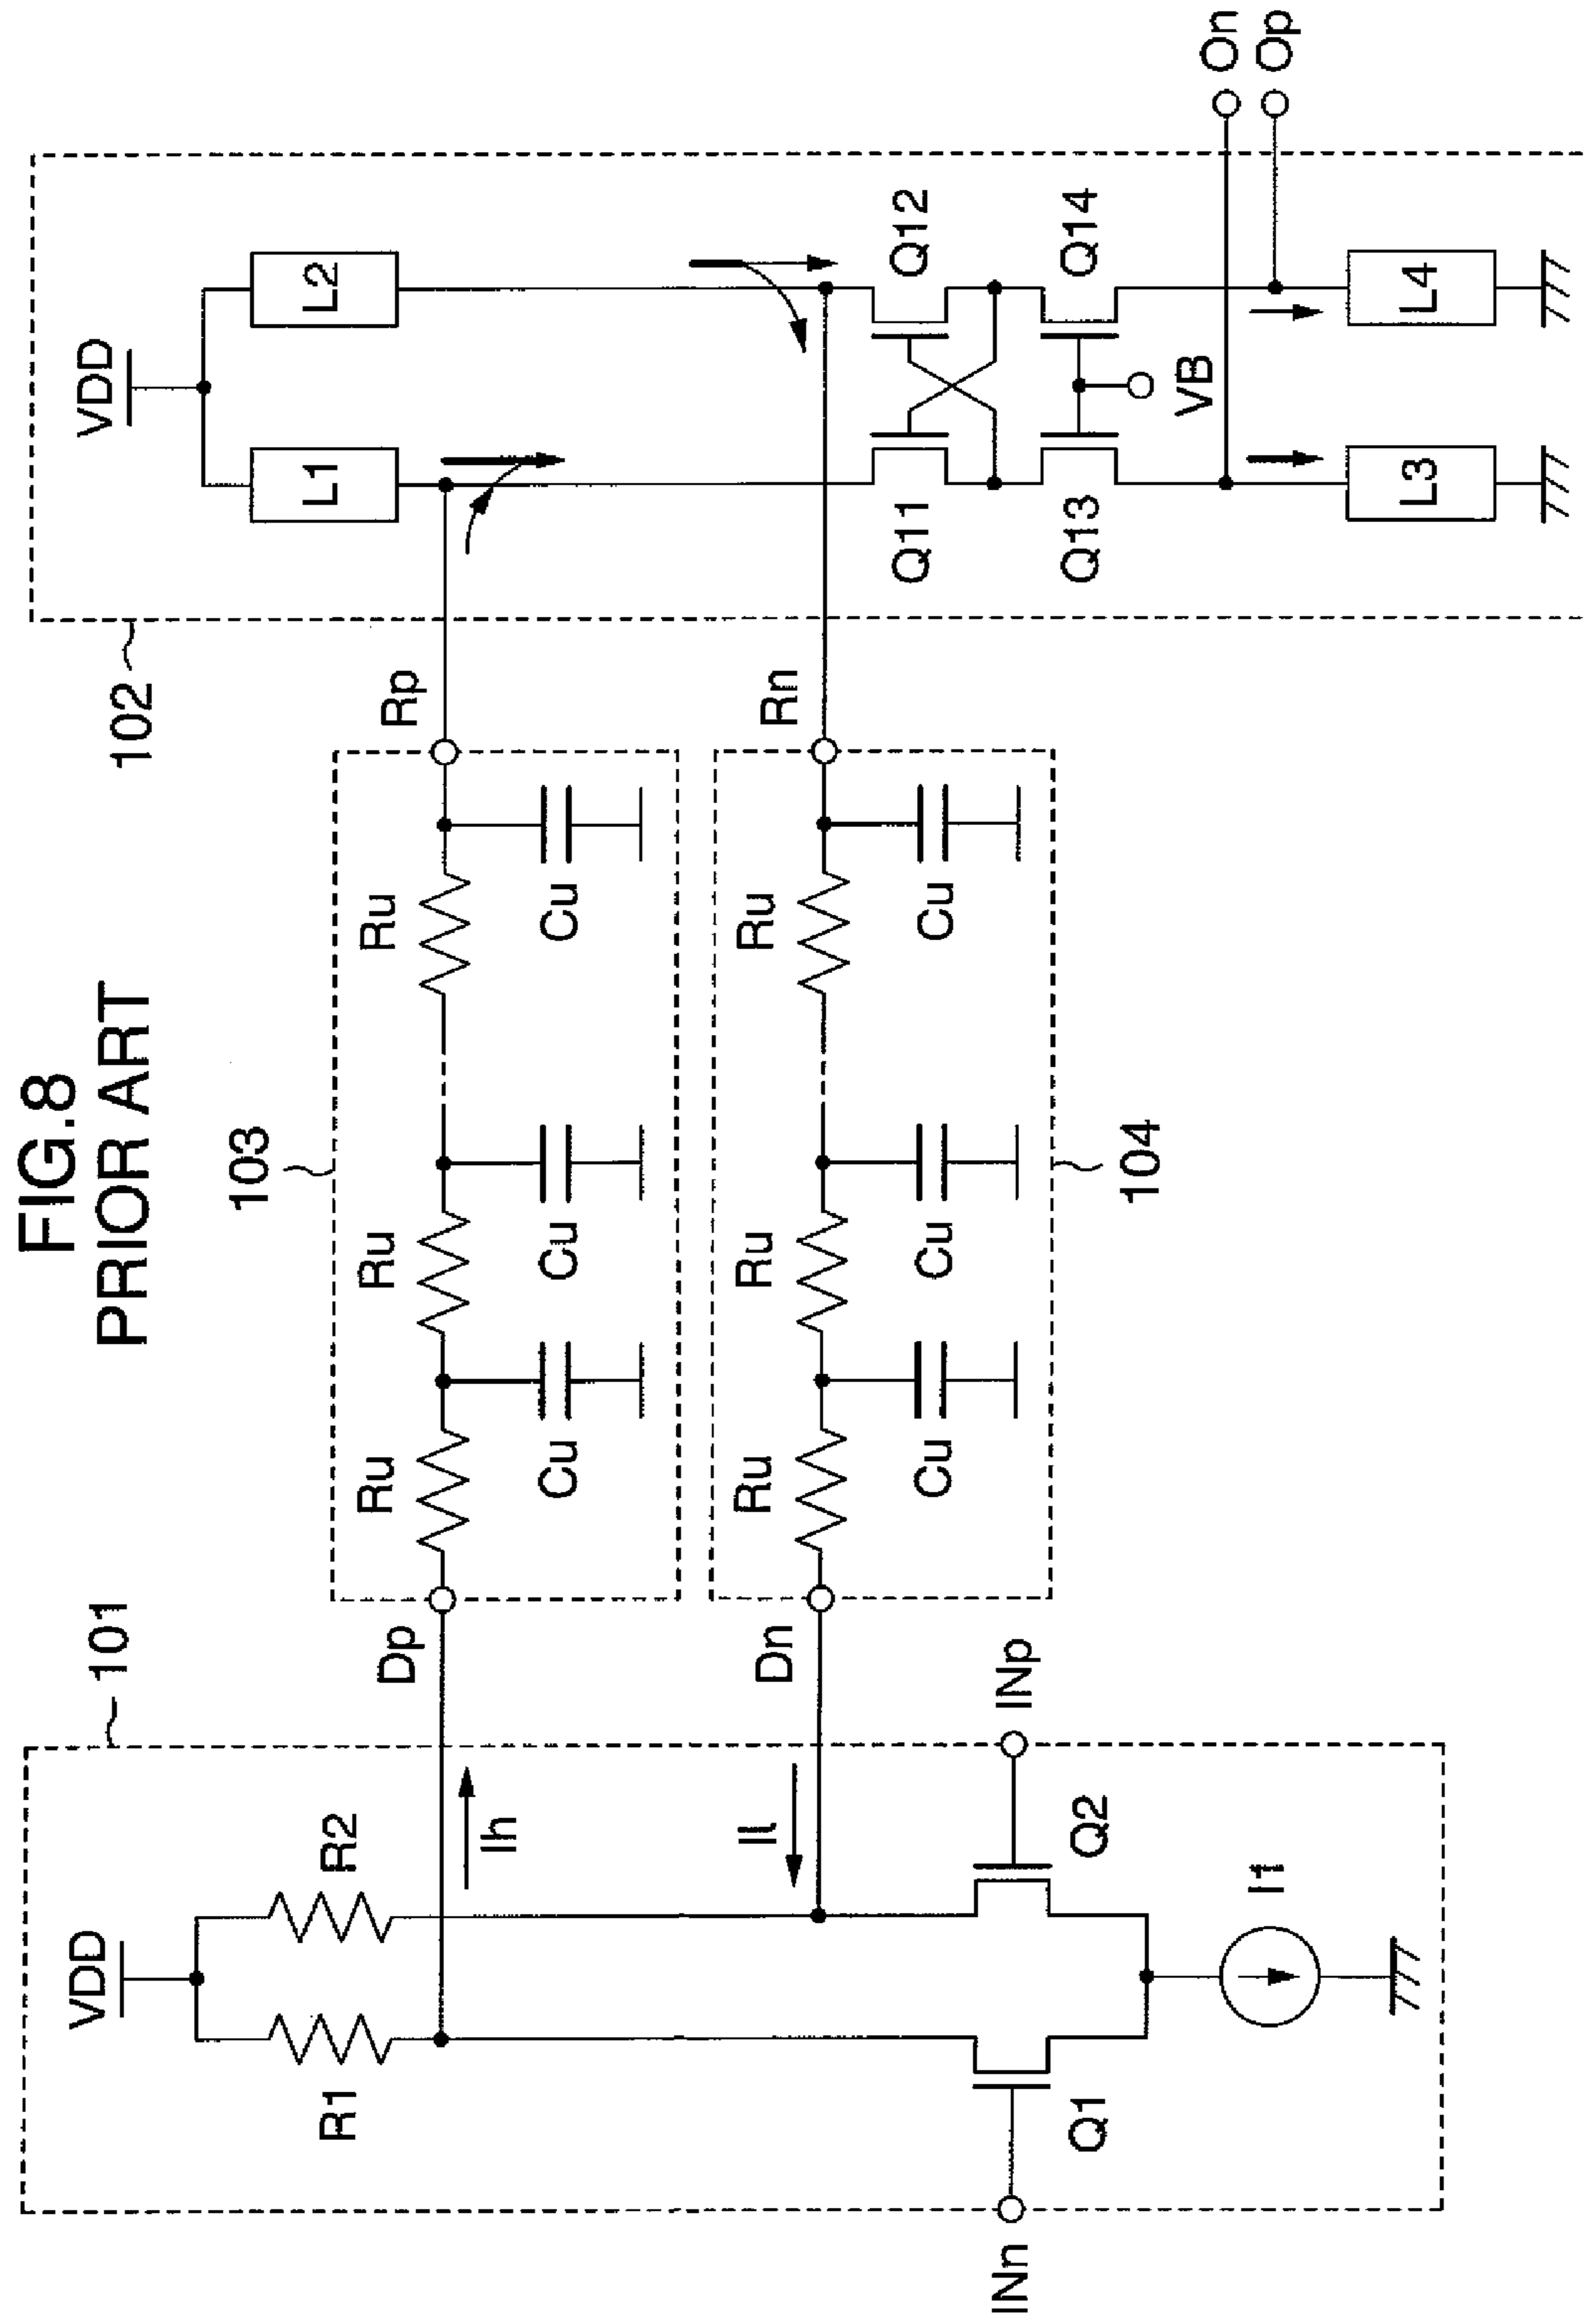 FIG.8
PRIOR ART
101
VDD
R1
R2
Dp
Ih
Dn
Il
INn
Q1
INp
Q2
I1
103
Ru
Ru
Ru
Cu
Cu
Cu
Rp
104
Ru
Ru
Ru
Cu
Cu
Cu
Rn
102
VDD
L1
L2
Q11
Q12
Q13
Q14
VB
On
Op
L3
L4